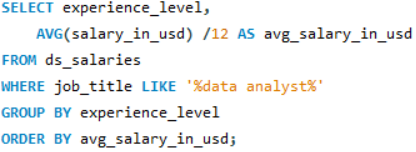 SELECT experience_level,
    AVG(salary_in_usd) /12 AS avg_salary_in_usd
FROM ds_salaries
WHERE job_title LIKE '%data analyst%'
GROUP BY experience_level
ORDER BY avg_salary_in_usd;